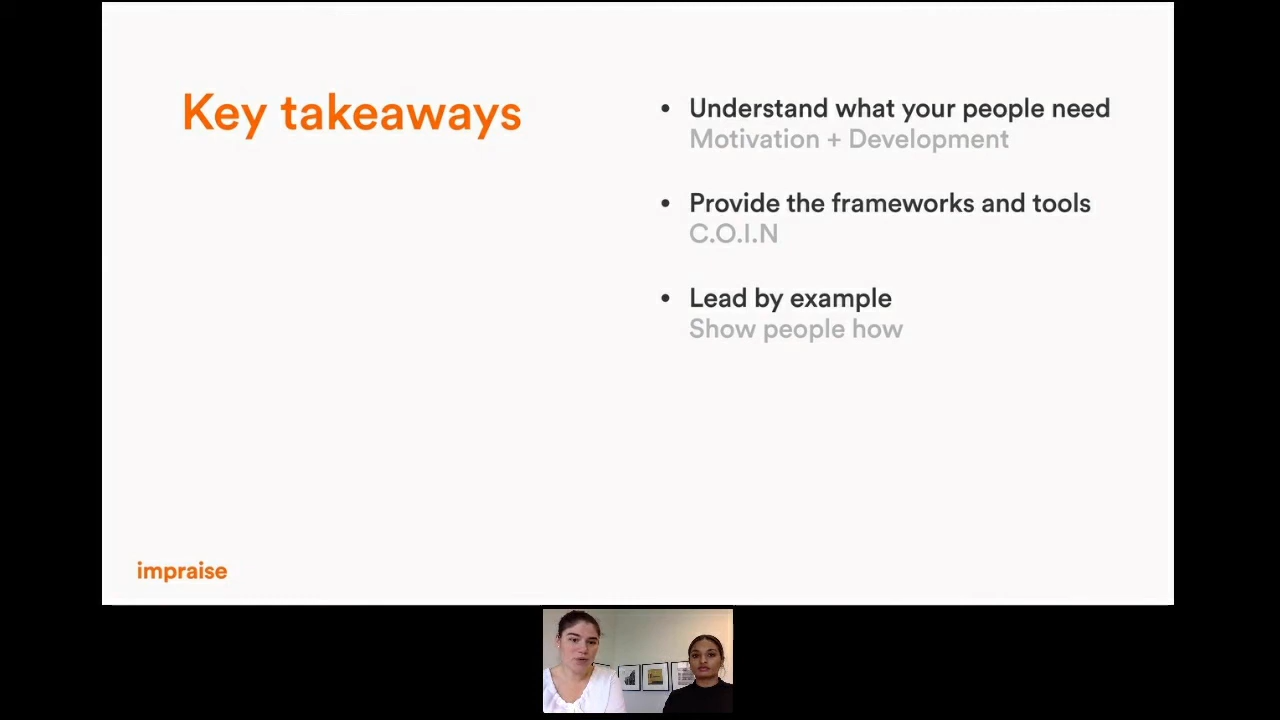 Key takeaways
Understand what your people need
Motivation + Development
Provide the frameworks and tools
C.O.I.N
Lead by example
Show people how
impraise